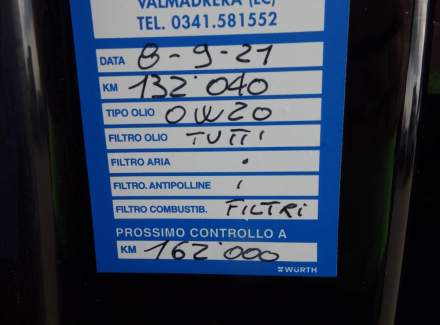 VALMADRERA (LC)
TEL. 0341.581552
DATA 8-9-21
KM 132'040
TIPO OLIO 0W20
FILTRO OLIO TUTTI
FILTRO ARIA
FILTRO. ANTIPOLLINE
FILTRO COMBUSTIB. FILTRI
PROSSIMO CONTROLLO A
KM 162'000
WÜRTH